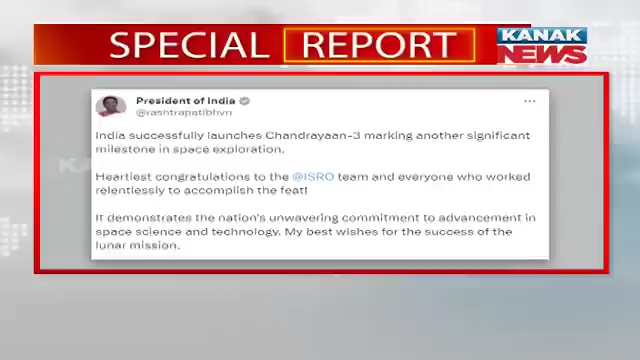 SPECIAL REPORT
KANAK
NEWS
President of India
@rashtrapatibhvn
India successfully launches Chandrayaan-3 marking another significant
milestone in space exploration.
Heartiest congratulations to the @ISRO team and everyone who worked
relentlessly to accomplish the feat!
It demonstrates the nation's unwavering commitment to advancement in
space science and technology. My best wishes for the success of the
lunar mission.